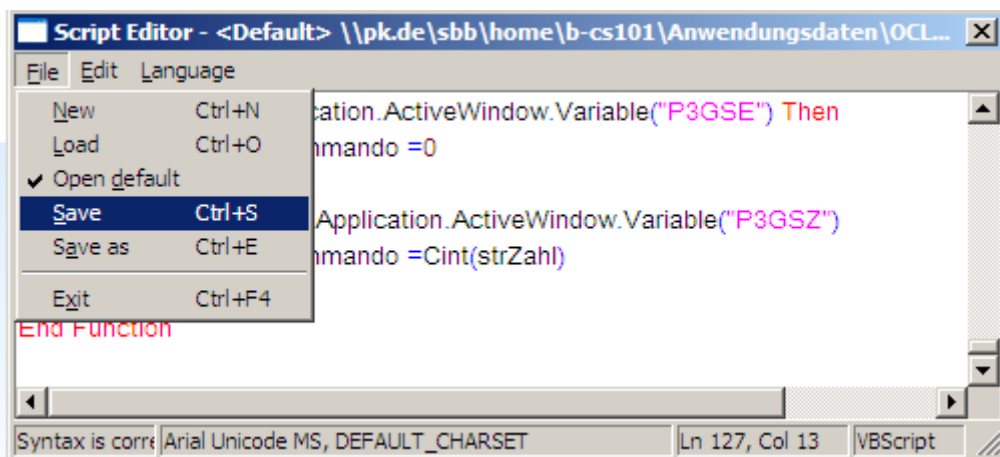 Script Editor - <Default> \\pk.de\sbb\home\b-cs101\Anwendungsdaten\OCL...
File Edit Language
New Ctrl+N
Load Ctrl+O
Open default
Save Ctrl+S
Save as Ctrl+E
Exit Ctrl+F4
cation.ActiveWindow.Variable("P3GSE") Then
mmando =0
Application.ActiveWindow.Variable("P3GSZ")
mmando =Cint(strZahl)
End Function
Syntax is corre Arial Unicode MS, DEFAULT_CHARSET Ln 127, Col 13 VBScript